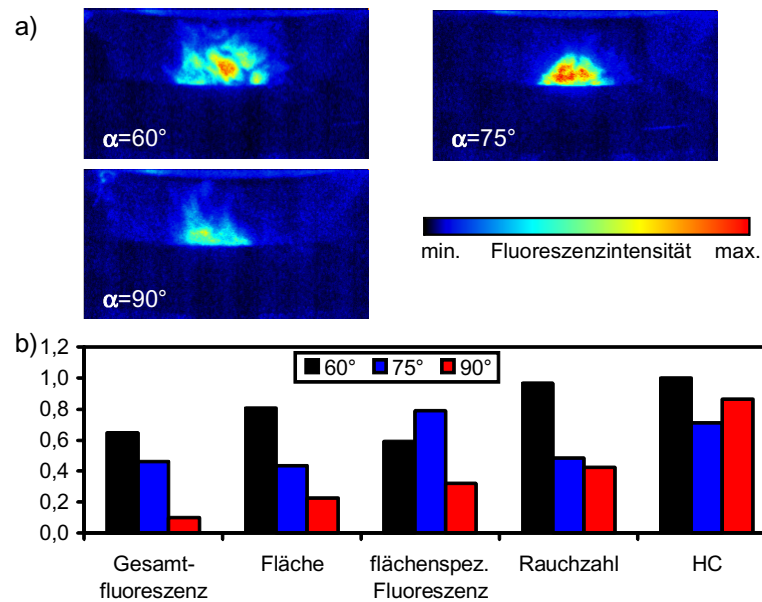 a)
α=60°
α=75°
α=90°
min. Fluoreszenzintensität max.
b)
1,2
1,0
0,8
0,6
0,4
0,2
0,0
60° 75° 90°
Gesamt-
fluoreszenz
Fläche
flächenspez.
Fluoreszenz
Rauchzahl
HC